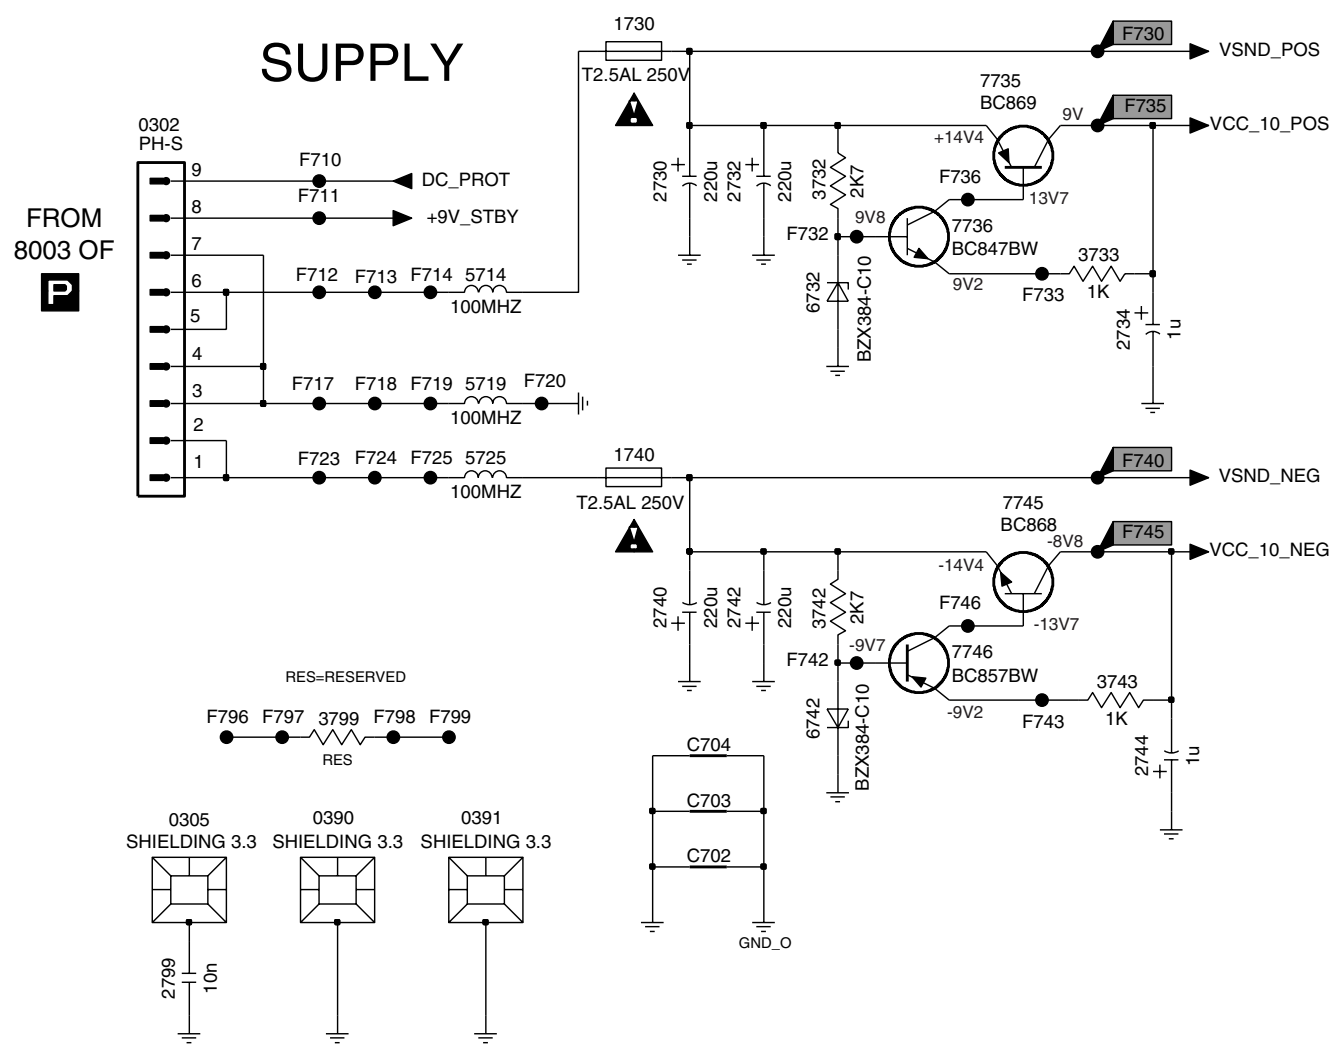 SUPPLY
1730
T2.5AL 250V
F730
VSND_POS
7735
BC869
F735
9V
VCC_10_POS
+14V4
0302
PH-S
FROM
8003 OF
P
9
F710
DC_PROT
8
F711
+9V_STBY
7
6
F712
F713
F714
5714
100MHZ
5
4
3
F717
F718
F719
5719
100MHZ
F720
2
1
F723
F724
F725
5725
100MHZ
2730
+
220u
2732
+
220u
3732
2K7
F736
13V7
F732
9V8
7736
BC847BW
9V2
F733
3733
1K
6732
BZX384-C10
2734
+
1u
1740
T2.5AL 250V
F740
VSND_NEG
7745
BC868
F745
-8V8
VCC_10_NEG
-14V4
2740
+
220u
2742
+
220u
3742
2K7
F746
-13V7
F742
-9V7
7746
BC857BW
-9V2
F743
3743
1K
6742
BZX384-C10
2744
+
1u
RES=RESERVED
F796
F797
3799
F798
F799
RES
C704
C703
C702
GND_O
0305
SHIELDING 3.3
0390
SHIELDING 3.3
0391
SHIELDING 3.3
2799
10n